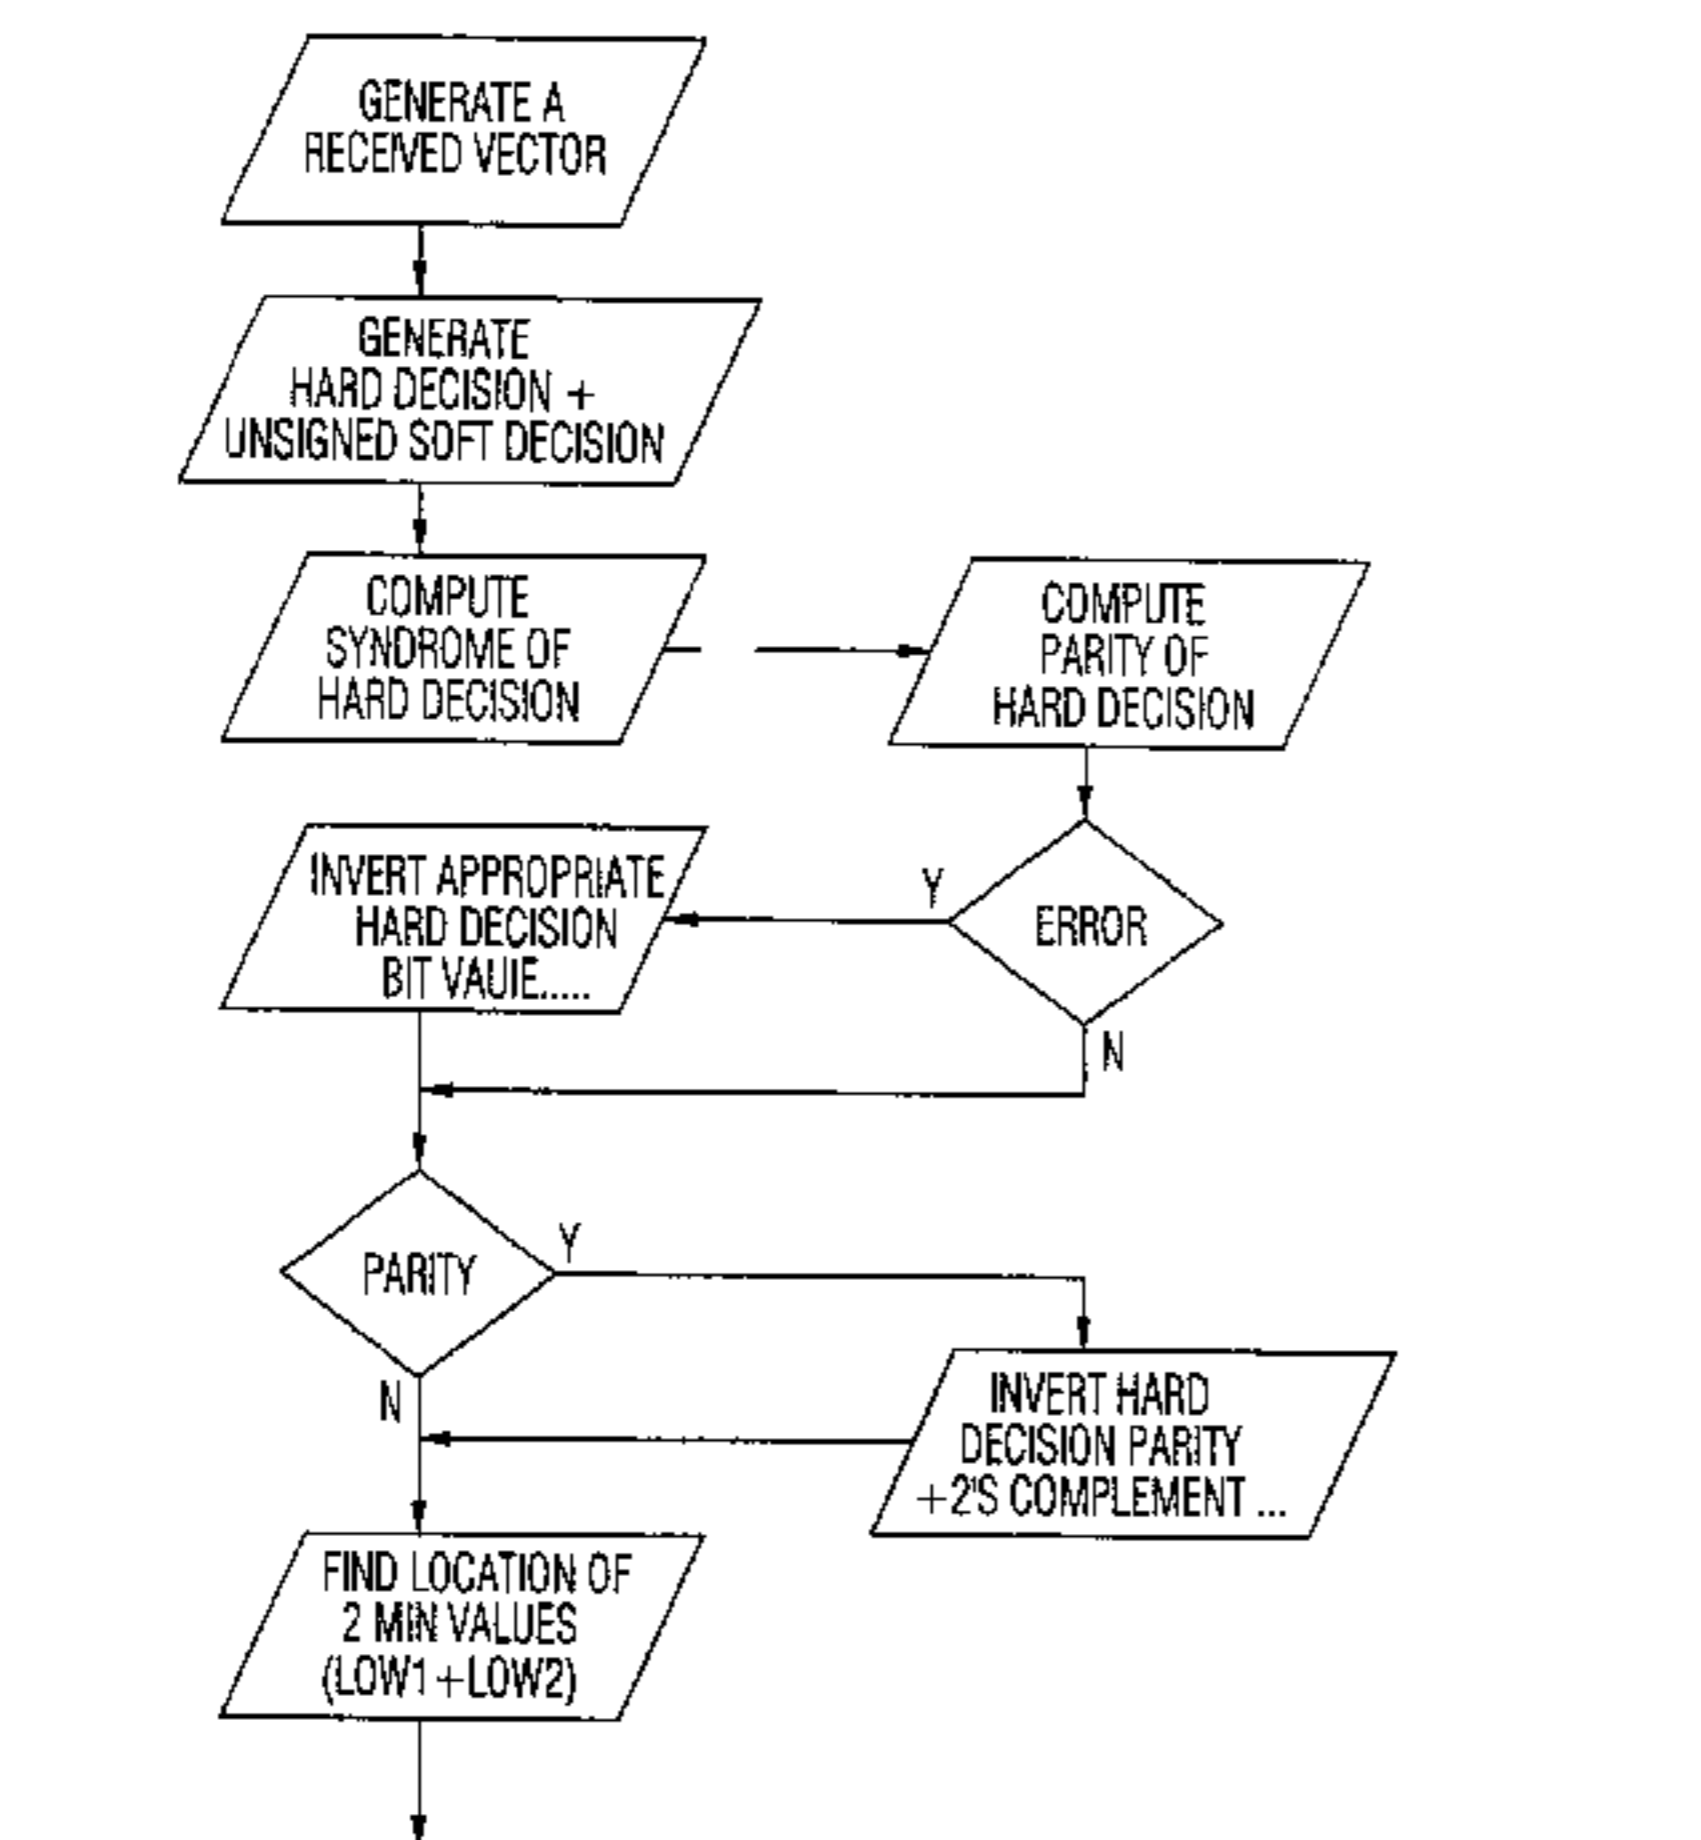 GENERATE A
RECEIVED VECTOR
GENERATE
HARD DECISION +
UNSIGNED SOFT DECISION
COMPUTE
SYNDROME OF
HARD DECISION
COMPUTE
PARITY OF
HARD DECISION
ERROR
Y
N
INVERT APPROPRIATE
HARD DECISION
BIT VAUIE.....
PARITY
Y
N
INVERT HARD
DECISION PARITY
+2'S COMPLEMENT ...
FIND LOCATION OF
2 MIN VALUES
(LOW1+LOW2)